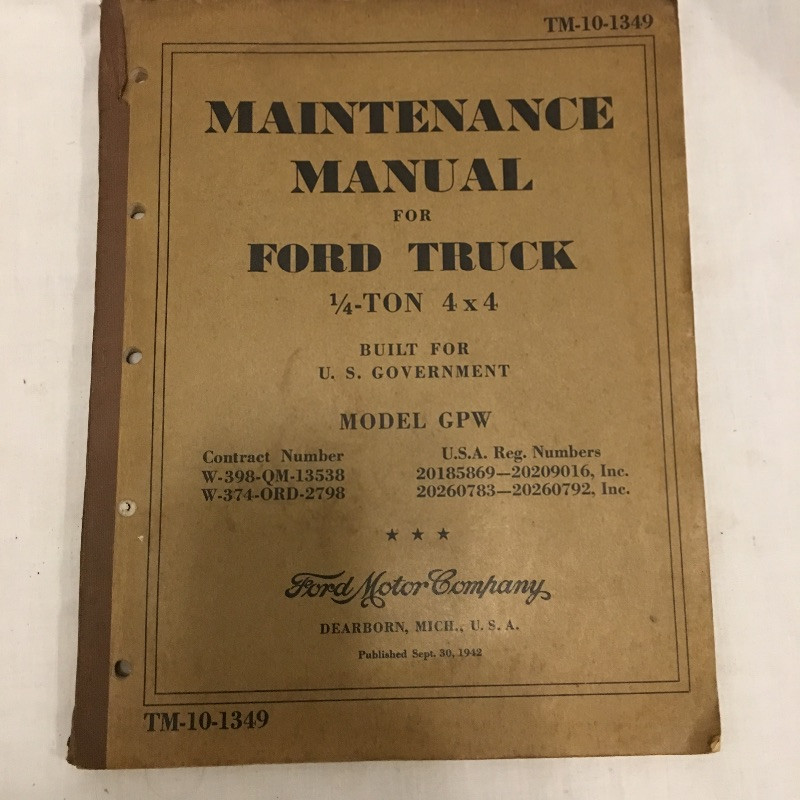 TM-10-1349
MAINTENANCE
MANUAL
FOR
FORD TRUCK
¼-TON 4x4
BUILT FOR
U. S. GOVERNMENT
MODEL GPW
Contract Number
W-398-QM-13538
W-374-ORD-2798
U.S.A. Reg. Numbers
20185869—20209016, Inc.
20260783—20260792, Inc.
★ ★ ★
Ford Motor Company
DEARBORN, MICH., U. S. A.
Published Sept. 30, 1942
TM-10-1349